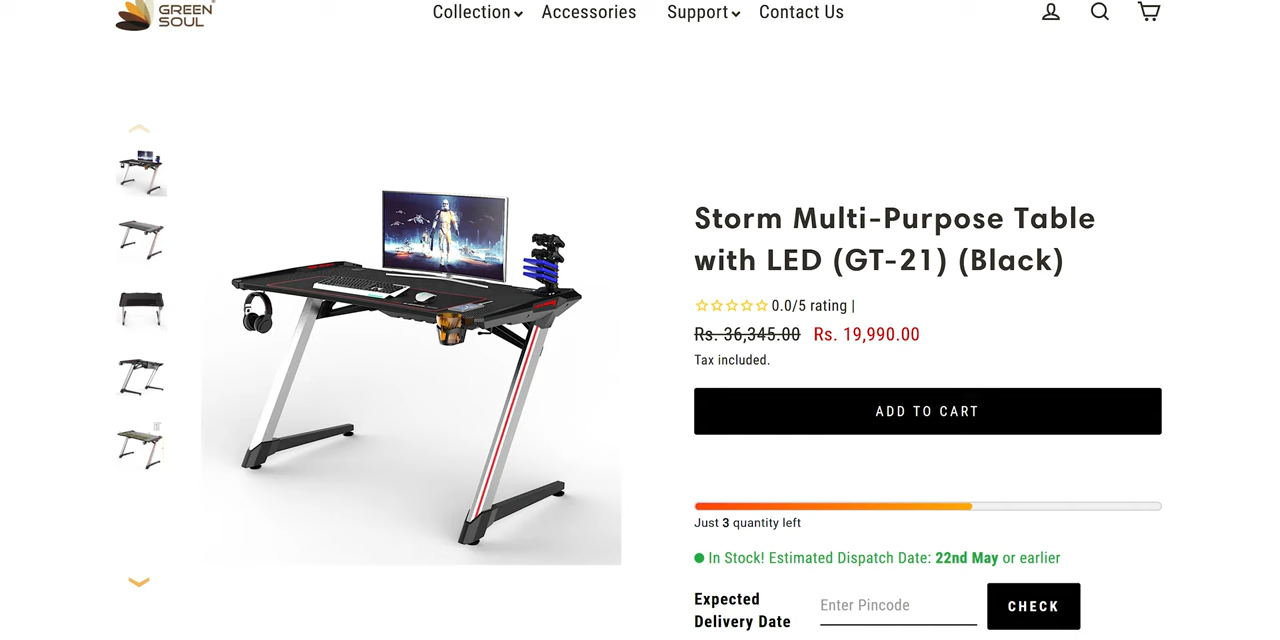 GREEN
SOUL
Collection
Accessories
Support
Contact Us
Storm Multi-Purpose Table
with LED (GT-21) (Black)
0.0/5 rating |
Rs. 36,345.00 Rs. 19,990.00
Tax included.
ADD TO CART
Just 3 quantity left
In Stock! Estimated Dispatch Date: 22nd May or earlier
Expected
Delivery Date
Enter Pincode
CHECK